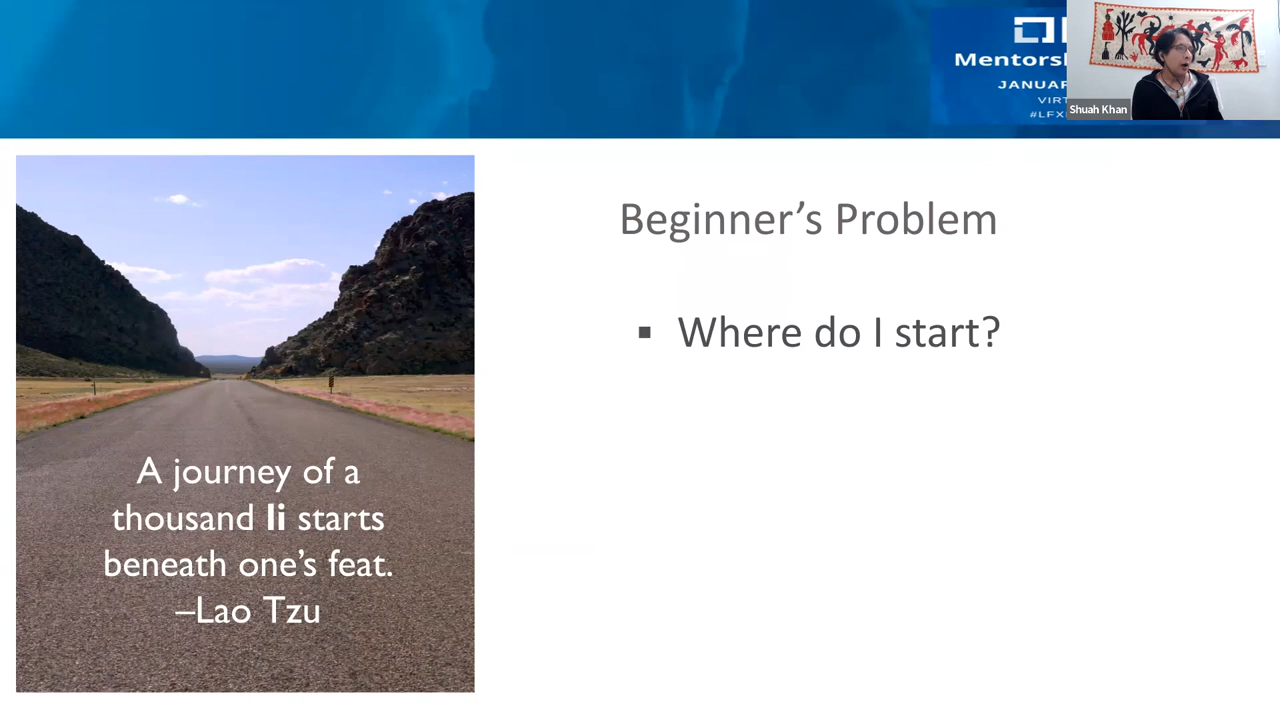 Mentors
JANUAR
VIRT
#LFX
Shuah Khan
Beginner’s Problem
▪ Where do I start?
A journey of a
thousand li starts
beneath one’s feat.
–Lao Tzu